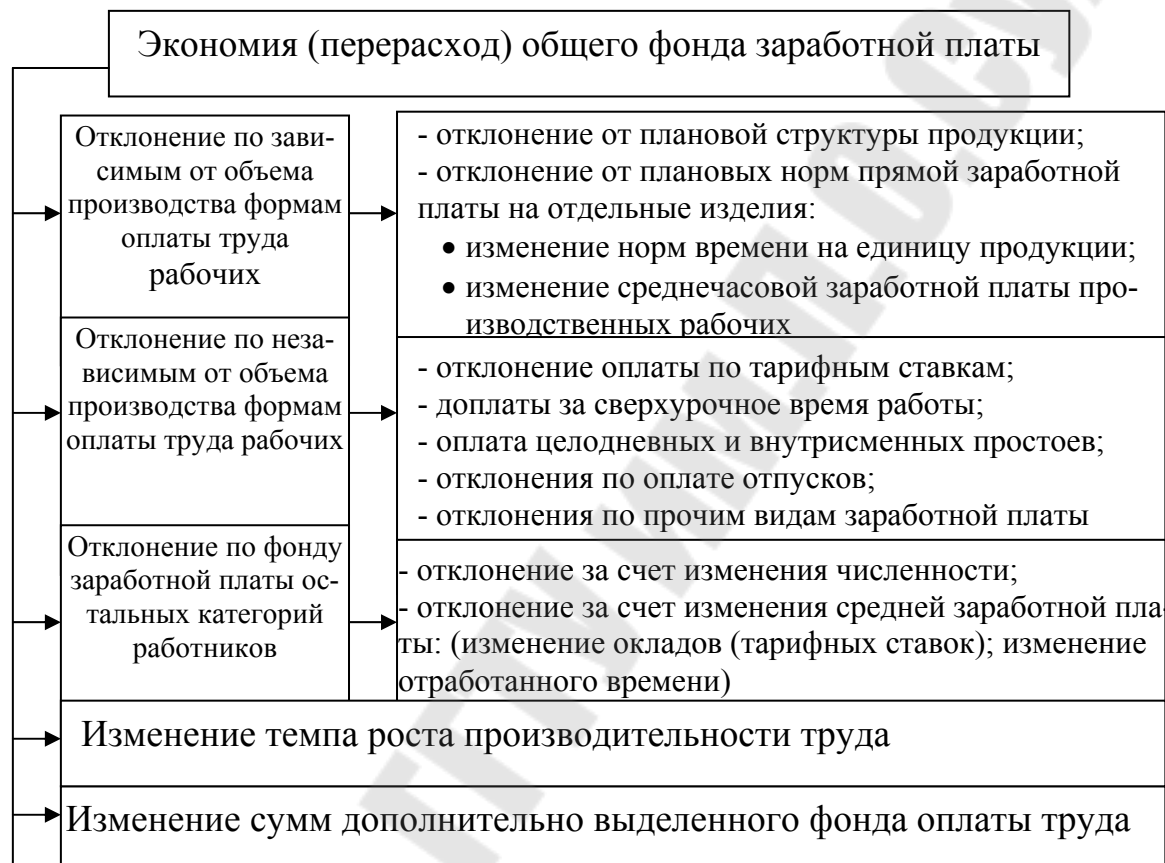 Экономия (перерасход) общего фонда заработной платы
Отклонение по зави-
симым от объема
производства формам
оплаты труда
рабочих
- отклонение от плановой структуры продукции;
- отклонение от плановых норм прямой заработной
платы на отдельные изделия:
• изменение норм времени на единицу продукции;
• изменение среднечасовой заработной платы про-
изводственных рабочих
Отклонение по неза-
висимым от объема
производства формам
оплаты труда рабочих
- отклонение оплаты по тарифным ставкам;
- доплаты за сверхурочное время работы;
- оплата целодневных и внутрисменных простоев;
- отклонения по оплате отпусков;
- отклонения по прочим видам заработной платы
Отклонение по фонду
заработной платы ос-
тальных категорий
работников
- отклонение за счет изменения численности;
- отклонение за счет изменения средней заработной пла-
ты: (изменение окладов (тарифных ставок); изменение
отработанного времени)
Изменение темпа роста производительности труда
Изменение сумм дополнительно выделенного фонда оплаты труда